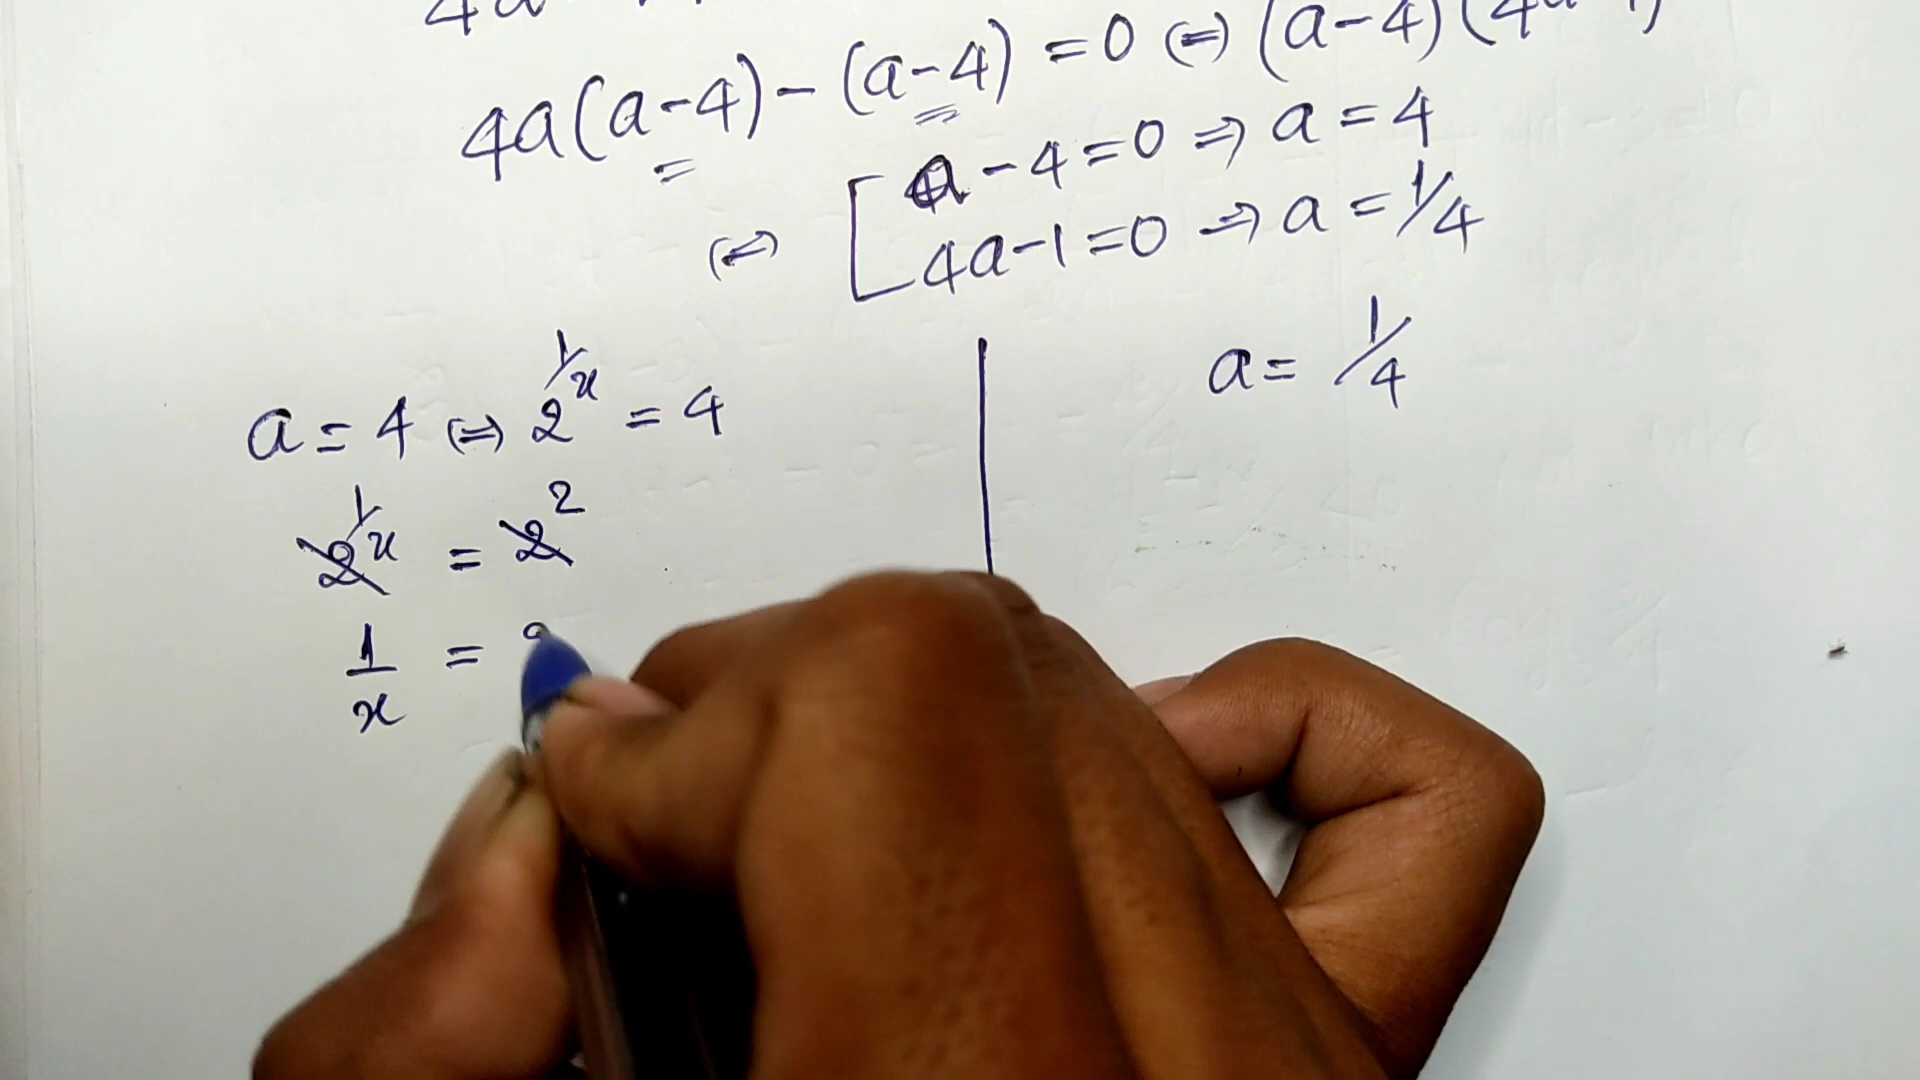 4a(a-4)-(a-4)=0 ⇔ (a-4)(4a-1)
⇔ [ a-4=0 ⇒ a=4
4a-1=0 ⇒ a=1/4
a=4 ⇔ 2^1/x = 4
2^1/x = 2^2
1/x =
a= 1/4